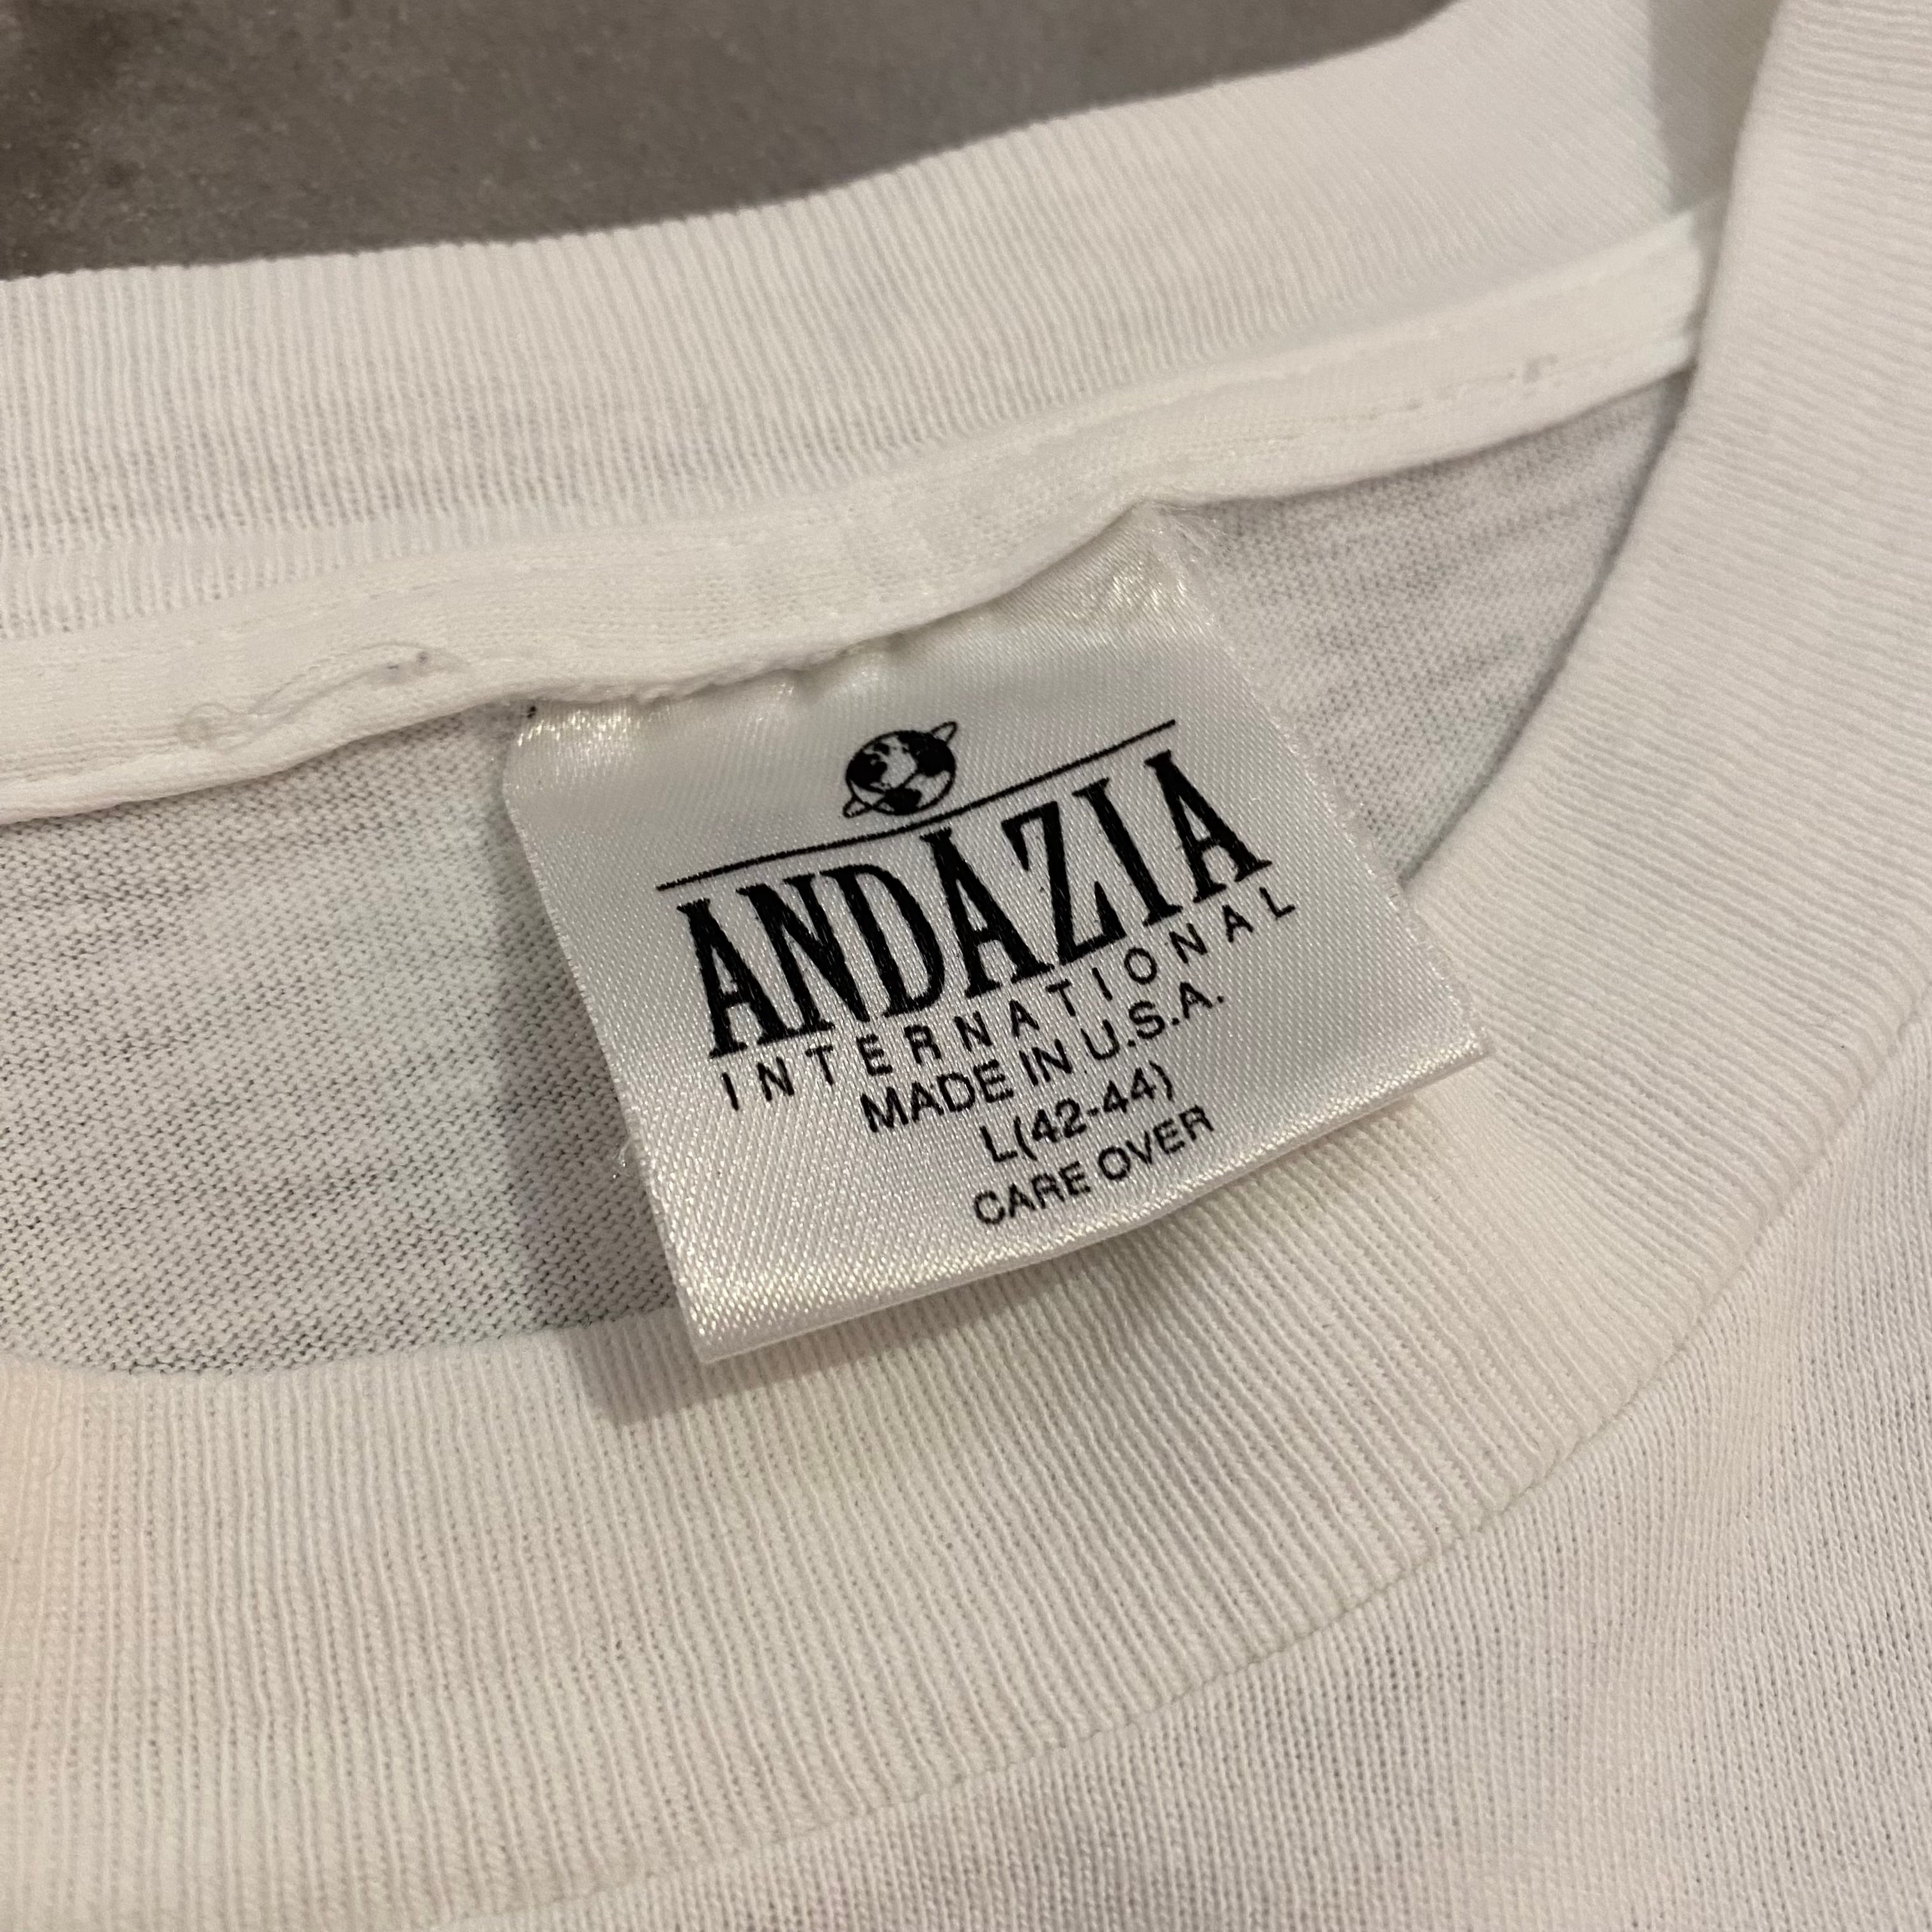 ANDAZIA
INTERNATIONAL
MADE IN U.S.A.
L(42-44)
CARE OVER